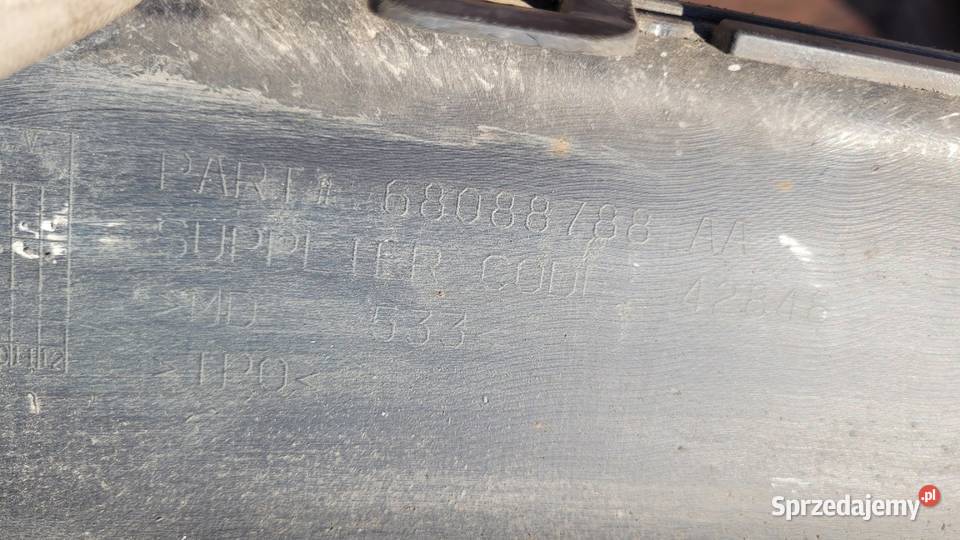 PART# 68088788 AA
SUPPLIER CODE 42848
>MD 533
>TPO<
Sprzedajemy.pl